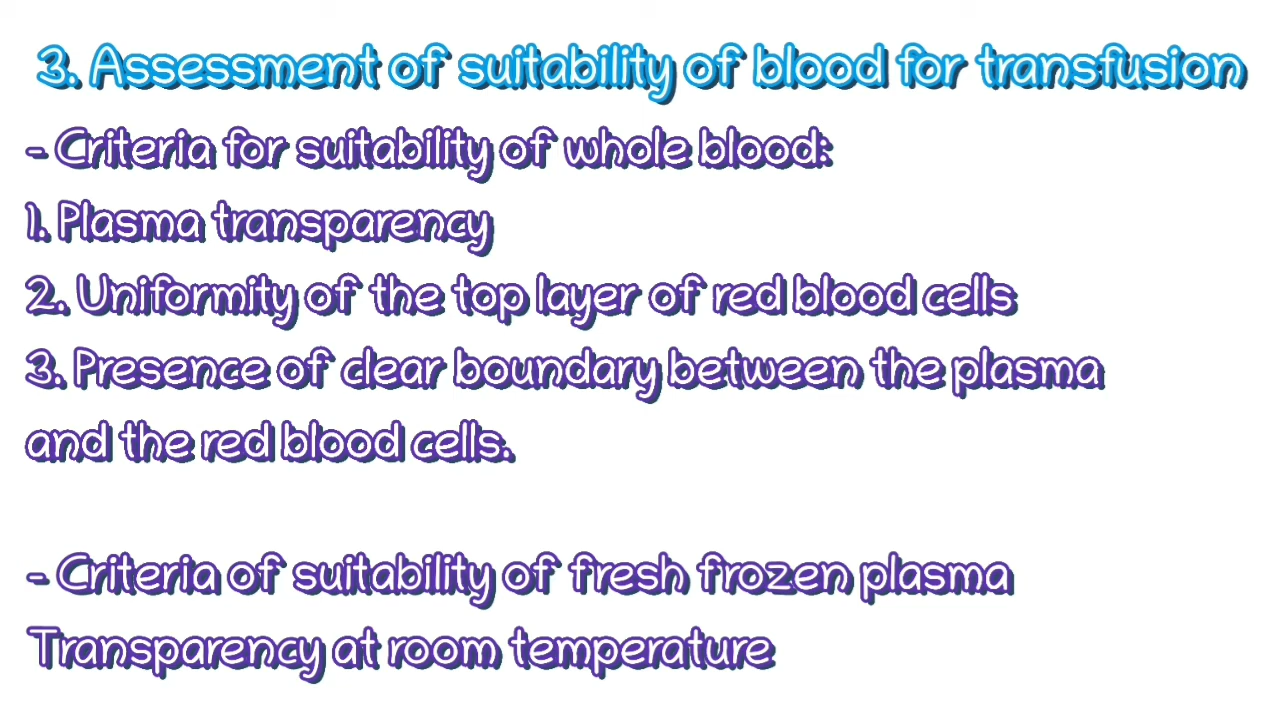 3. Assessment of suitability of blood for transfusion
- Criteria for suitability of whole blood:
1. Plasma transparency
2. Uniformity of the top layer of red blood cells
3. Presence of clear boundary between the plasma
and the red blood cells.
- Criteria of suitability of fresh frozen plasma
Transparency at room temperature